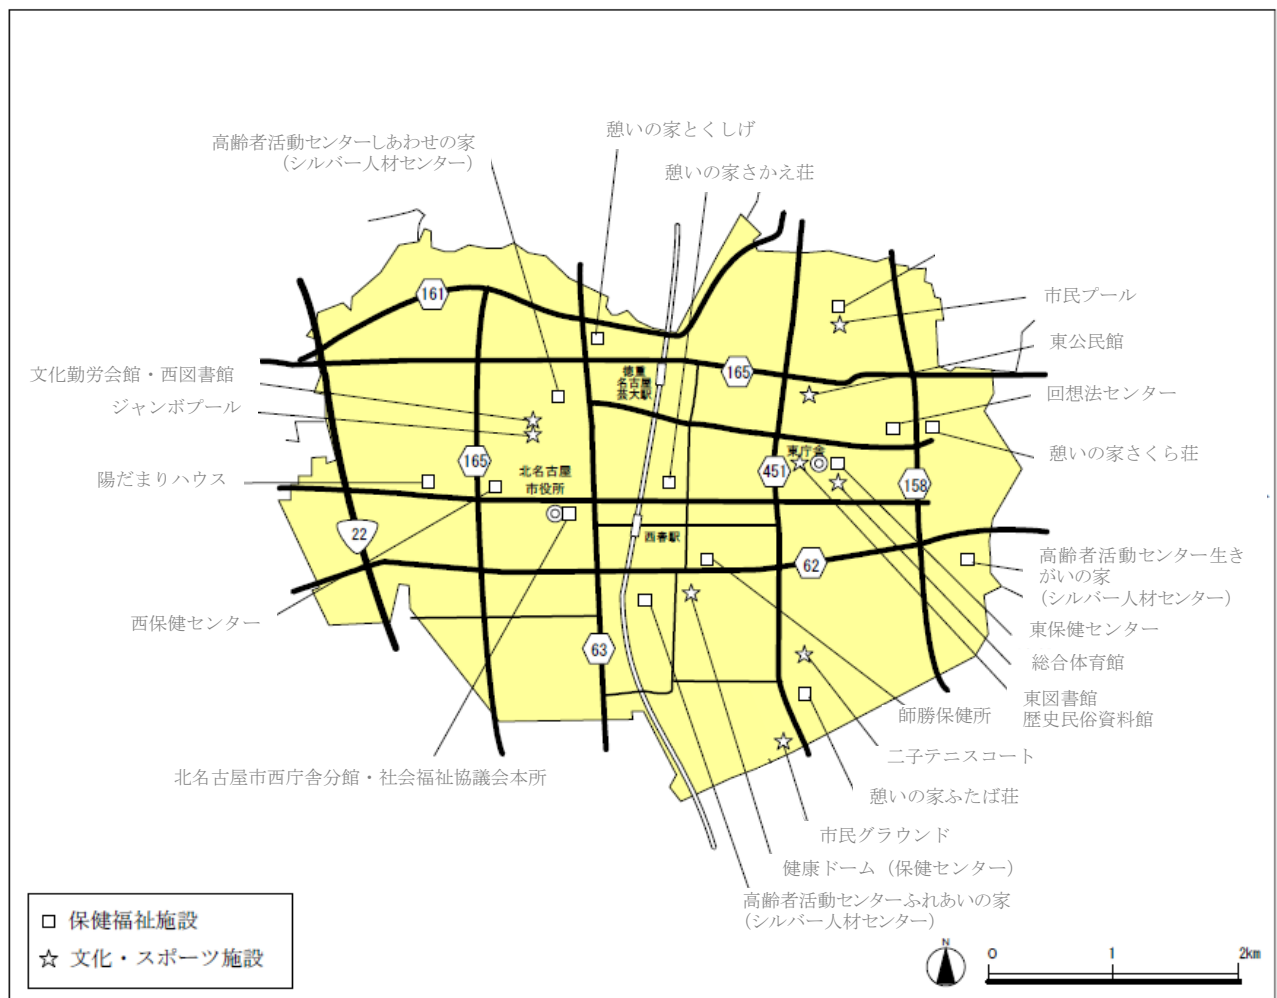 憩いの家とくしげ
高齢者活動センターしあわせの家
（シルバー人材センター）
憩いの家さかえ荘
161
市民プール
東公民館
文化勤労会館・西図書館
徳重
名古屋
芸大駅
165
ジャンボプール
回想法センター
東庁舎
憩いの家さくら荘
165
北名古屋
市役所
451
陽だまりハウス
158
22
西春駅
62
高齢者活動センター生き
がいの家
（シルバー人材センター）
西保健センター
東保健センター
63
総合体育館
東図書館
歴史民俗資料館
師勝保健所
二子テニスコート
北名古屋市西庁舎分館・社会福祉協議会本所
憩いの家ふたば荘
市民グラウンド
健康ドーム（保健センター）
高齢者活動センターふれあいの家
（シルバー人材センター）
□ 保健福祉施設
☆ 文化・スポーツ施設
N
0 1 2km